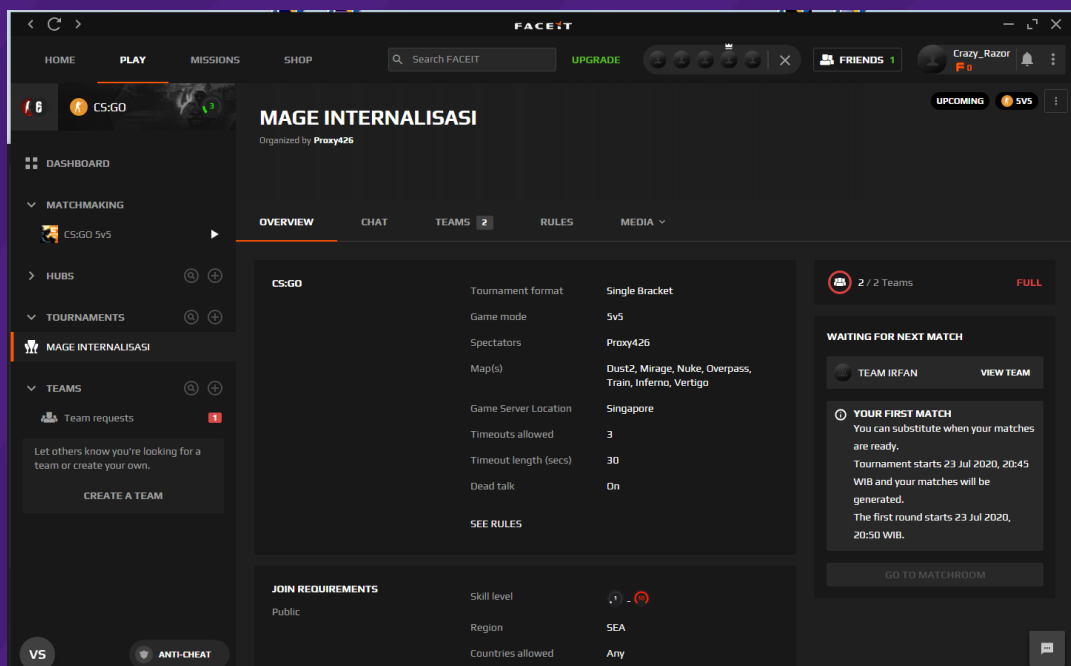 FACEIT
HOME PLAY MISSIONS SHOP
Search FACEIT
UPGRADE
FRIENDS 1
Crazy_Razor
F 0
6
CS:GO
3
DASHBOARD
MATCHMAKING
CS:GO 5v5
HUBS
TOURNAMENTS
MAGE INTERNALISASI
TEAMS
Team requests 1
Let others know you're looking for a
team or create your own.
CREATE A TEAM
VS
ANTI-CHEAT
MAGE INTERNALISASI
Organized by Proxy426
UPCOMING
5V5
OVERVIEW CHAT TEAMS 2 RULES MEDIA
CS:GO
Tournament format Single Bracket
Game mode 5v5
Spectators Proxy426
Map(s) Dust2, Mirage, Nuke, Overpass,
Train, Inferno, Vertigo
Game Server Location Singapore
Timeouts allowed 3
Timeout length (secs) 30
Dead talk On
SEE RULES
JOIN REQUIREMENTS
Public
Skill level 1 - 10
Region SEA
Countries allowed Any
2 / 2 Teams FULL
WAITING FOR NEXT MATCH
TEAM IRFAN VIEW TEAM
YOUR FIRST MATCH
You can substitute when your matches
are ready.
Tournament starts 23 Jul 2020, 20:45
WIB and your matches will be
generated.
The first round starts 23 Jul 2020,
20:50 WIB.
GO TO MATCHROOM